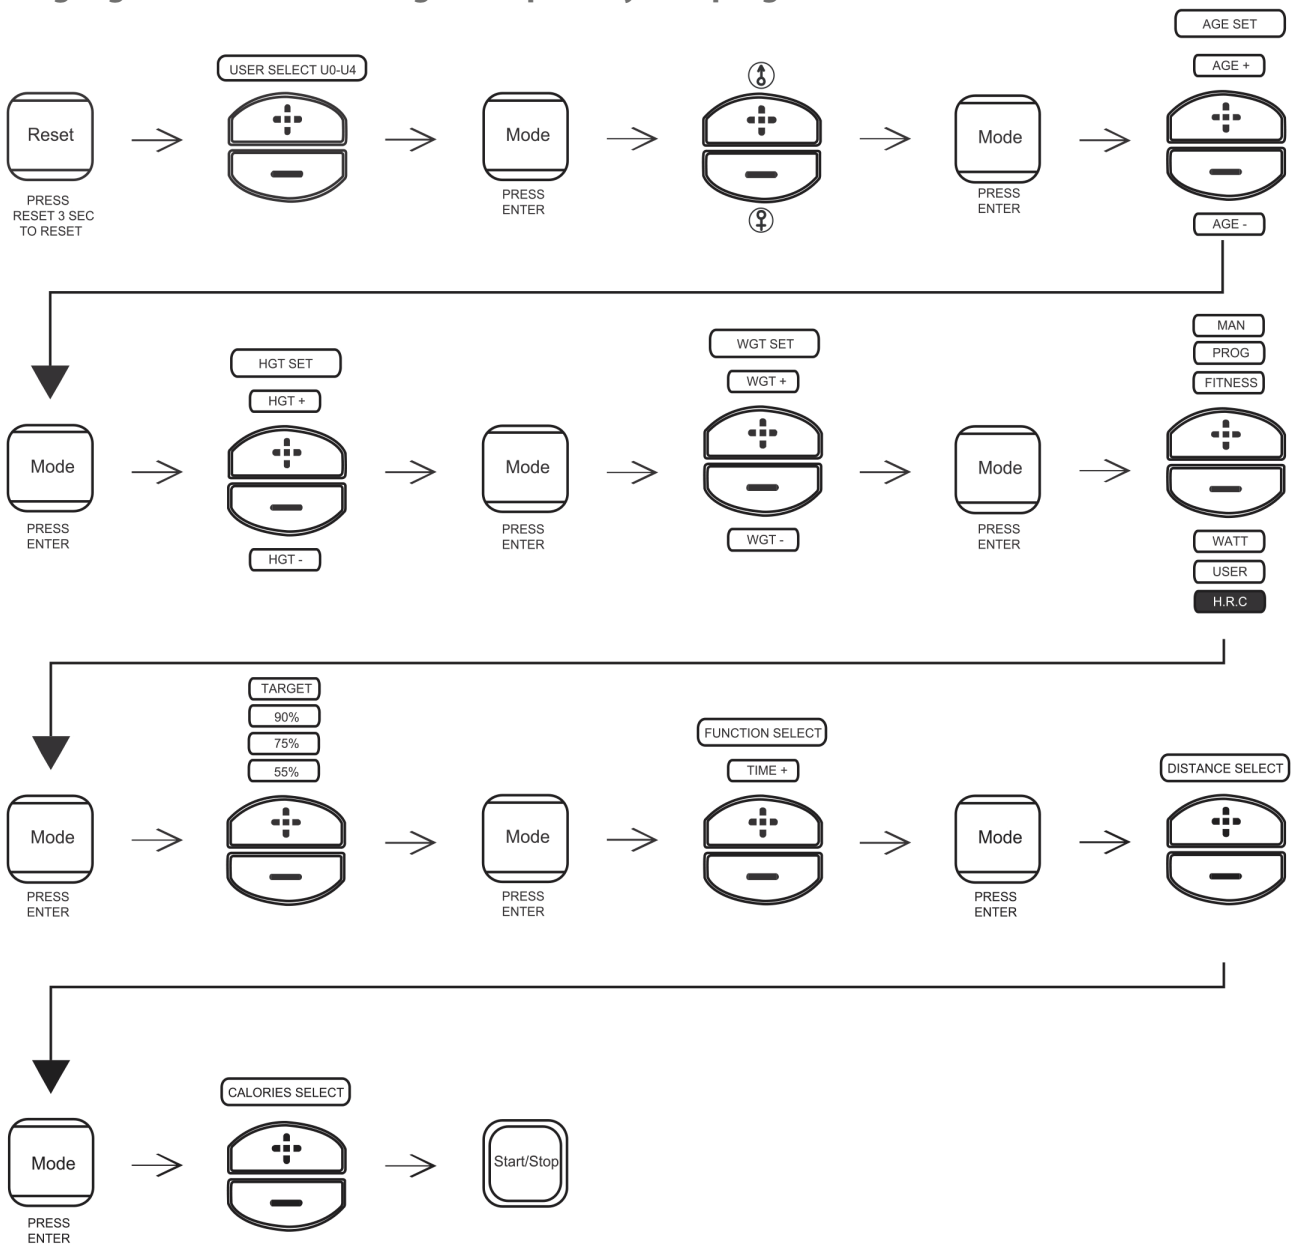 USER SELECT U0-U4
Reset
PRESS
RESET 3 SEC
TO RESET
Mode
PRESS
ENTER
Mode
PRESS
ENTER
AGE SET
AGE +
AGE -
Mode
PRESS
ENTER
HGT SET
HGT +
HGT -
Mode
PRESS
ENTER
WGT SET
WGT +
WGT -
Mode
PRESS
ENTER
MAN
PROG
FITNESS
WATT
USER
H.R.C
Mode
PRESS
ENTER
TARGET
90%
75%
55%
Mode
PRESS
ENTER
FUNCTION SELECT
TIME +
Mode
PRESS
ENTER
DISTANCE SELECT
Mode
PRESS
ENTER
CALORIES SELECT
Start/Stop